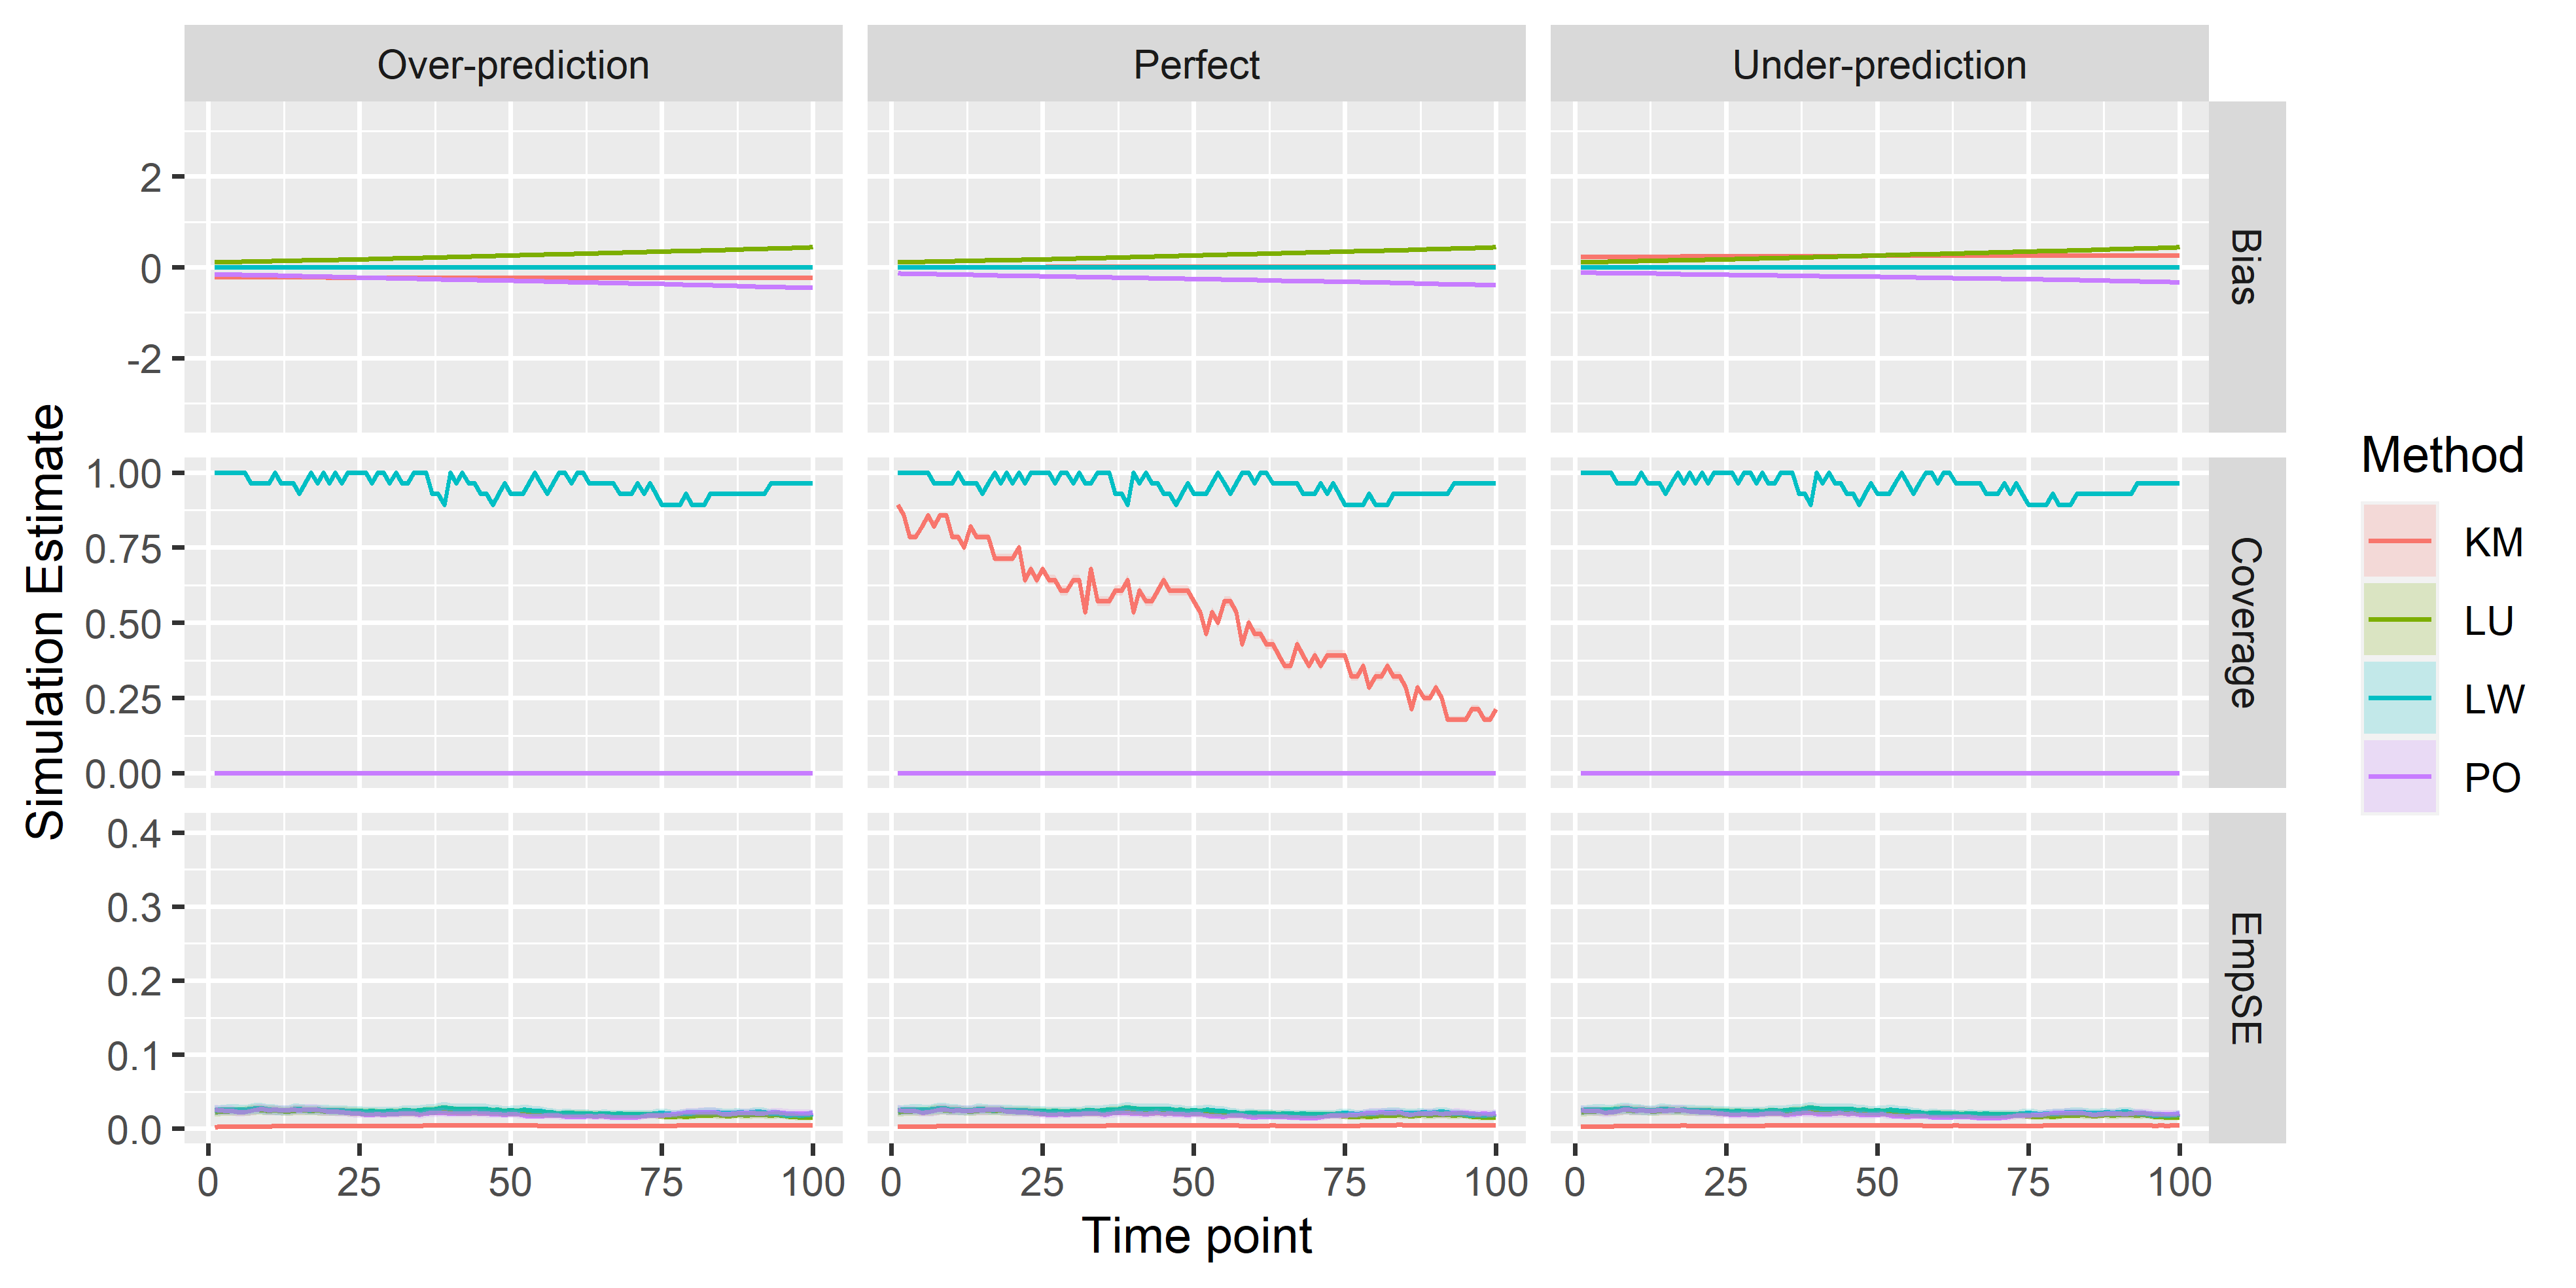 Over-prediction
Perfect
Under-prediction
2
0
-2
Bias
1.00
0.75
0.50
0.25
0.00
Coverage
0.4
0.3
0.2
0.1
0.0
EmpSE
0 25 50 75 100
0 25 50 75 100
0 25 50 75 100
Time point
Simulation Estimate
Method
KM
LU
LW
PO